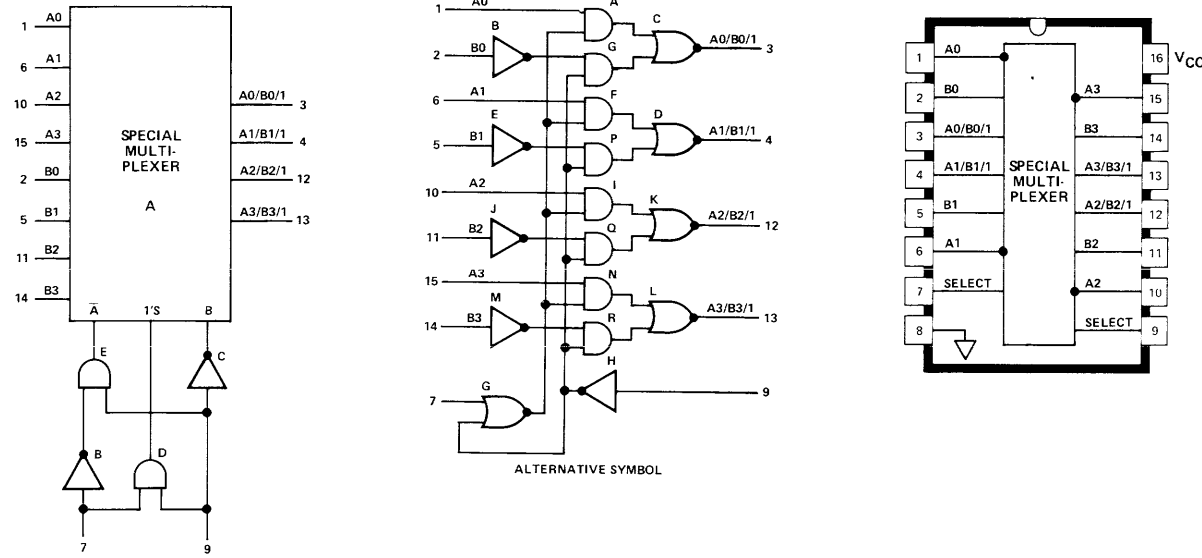 1 A0
6 A1
10 A2
15 A3
2 B0
5 B1
11 B2
14 B3
SPECIAL
MULTI-
PLEXER
A
A0/B0/1 3
A1/B1/1 4
A2/B2/1 12
A3/B3/1 13
A̅ 1'S B
E
C
B
D
7 9
1 A0 A
C
A0/B0/1 3
B
2 B0 G
6 A1 F
E D
A1/B1/1 4
5 B1 P
10 A2 I
J K
A2/B2/1 12
11 B2 Q
15 A3 N
M L
A3/B3/1 13
14 B3 R
H
G
7
9
ALTERNATIVE SYMBOL
1 A0
2 B0
3 A0/B0/1
4 A1/B1/1
5 B1
6 A1
7 SELECT
8
SPECIAL
MULTI-
PLEXER
16 VCC
A3 15
B3 14
A3/B3/1 13
A2/B2/1 12
B2 11
A2 10
SELECT 9